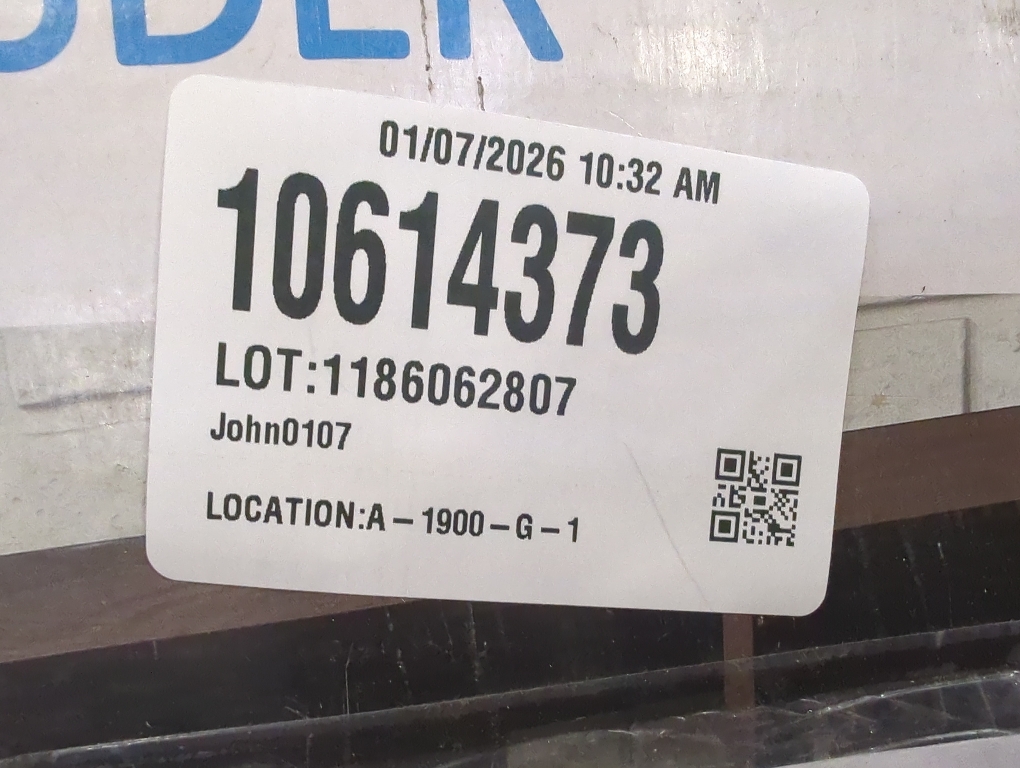 01/07/2026 10:32 AM
10614373
LOT:1186062807
John0107
LOCATION:A – 1900 – G – 1